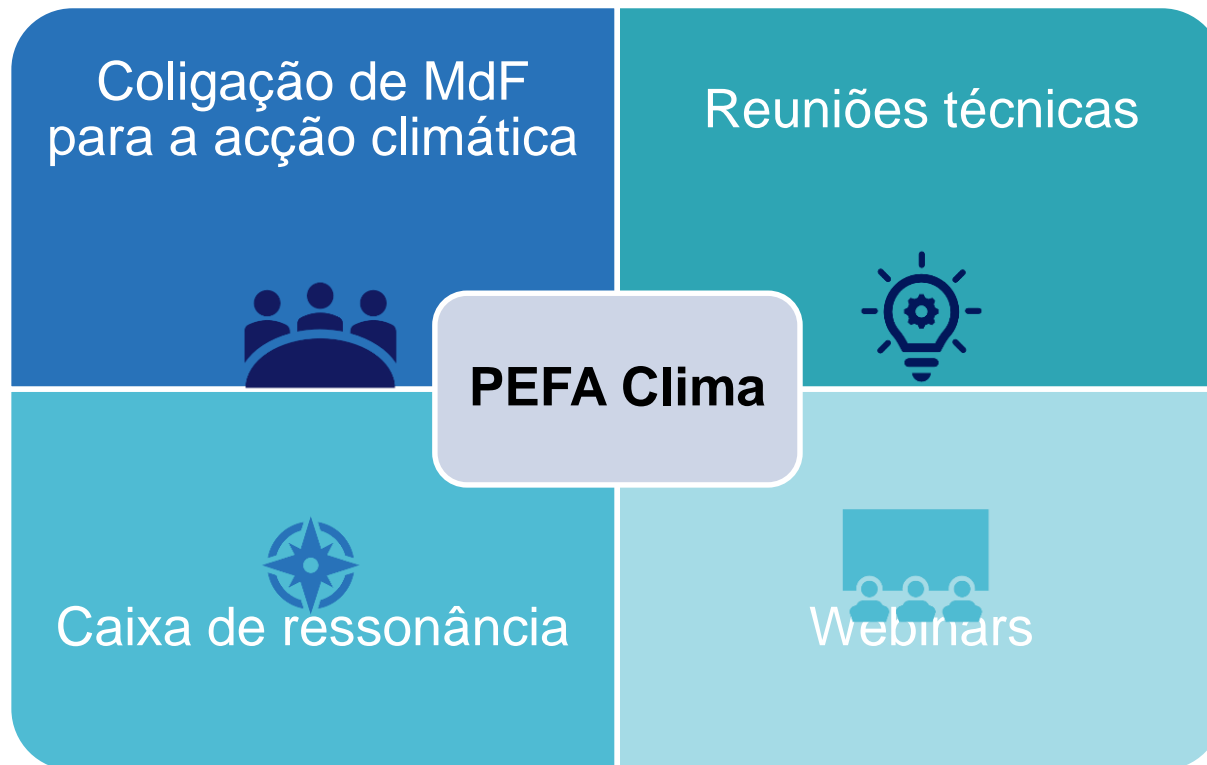 Coligação de MdF
para a acção climática
Reuniões técnicas
PEFA Clima
Caixa de ressonância
Webinars